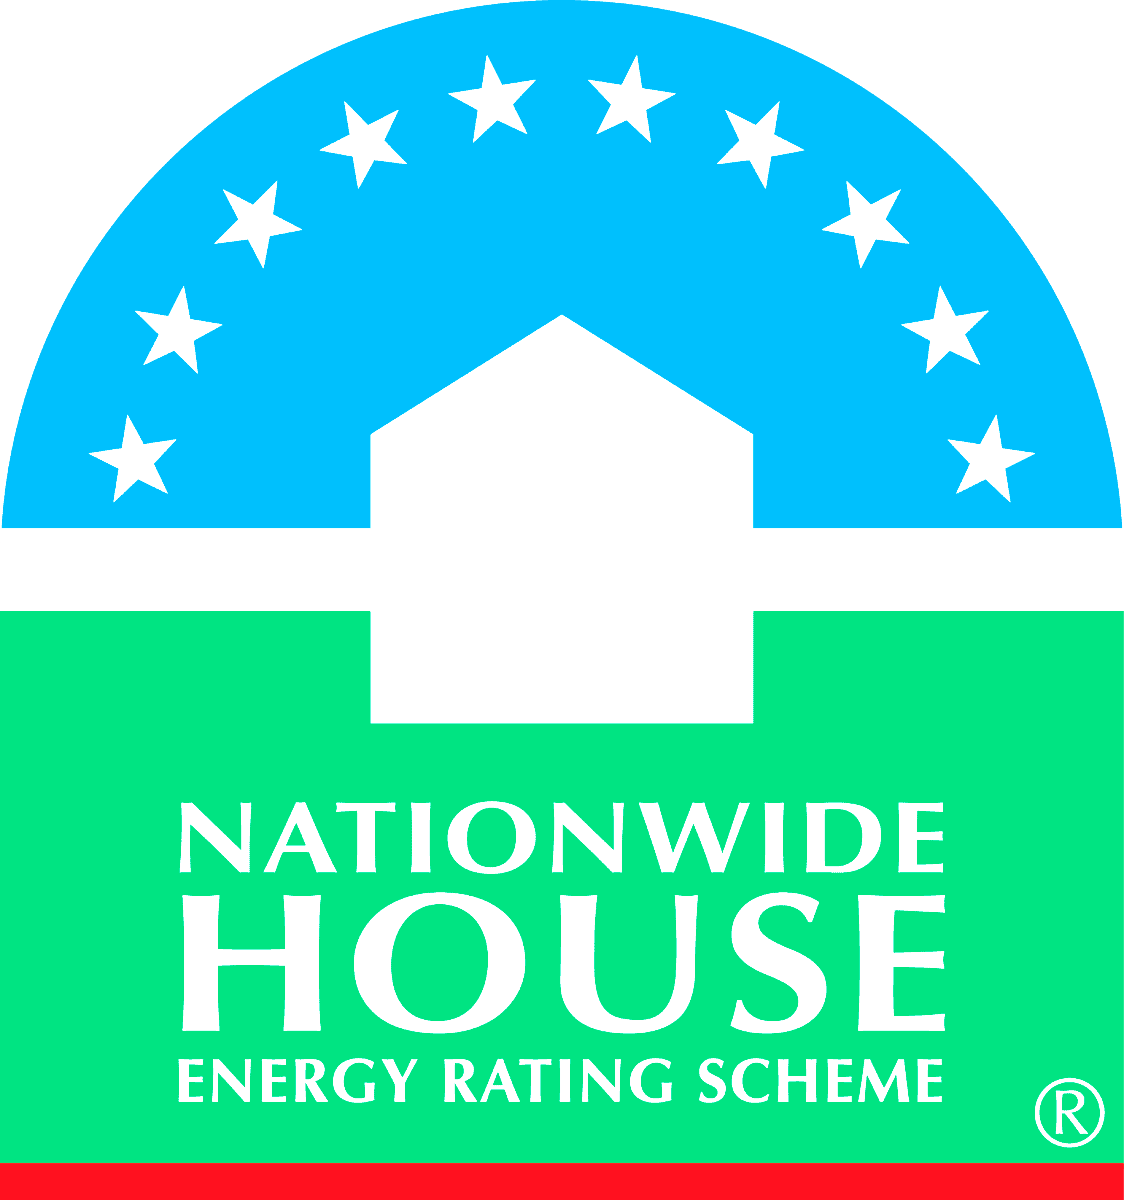 NATIONWIDE
HOUSE
ENERGY RATING SCHEME
®